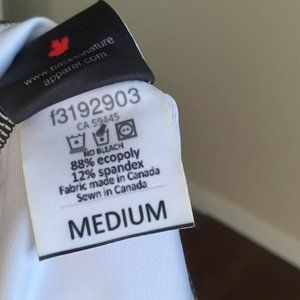 www.backonnature
apparel.com
f3192903
CA 59445
NO BLEACH
88% ecopoly
12% spandex
Fabric made in Canada
Sewn in Canada
MEDIUM